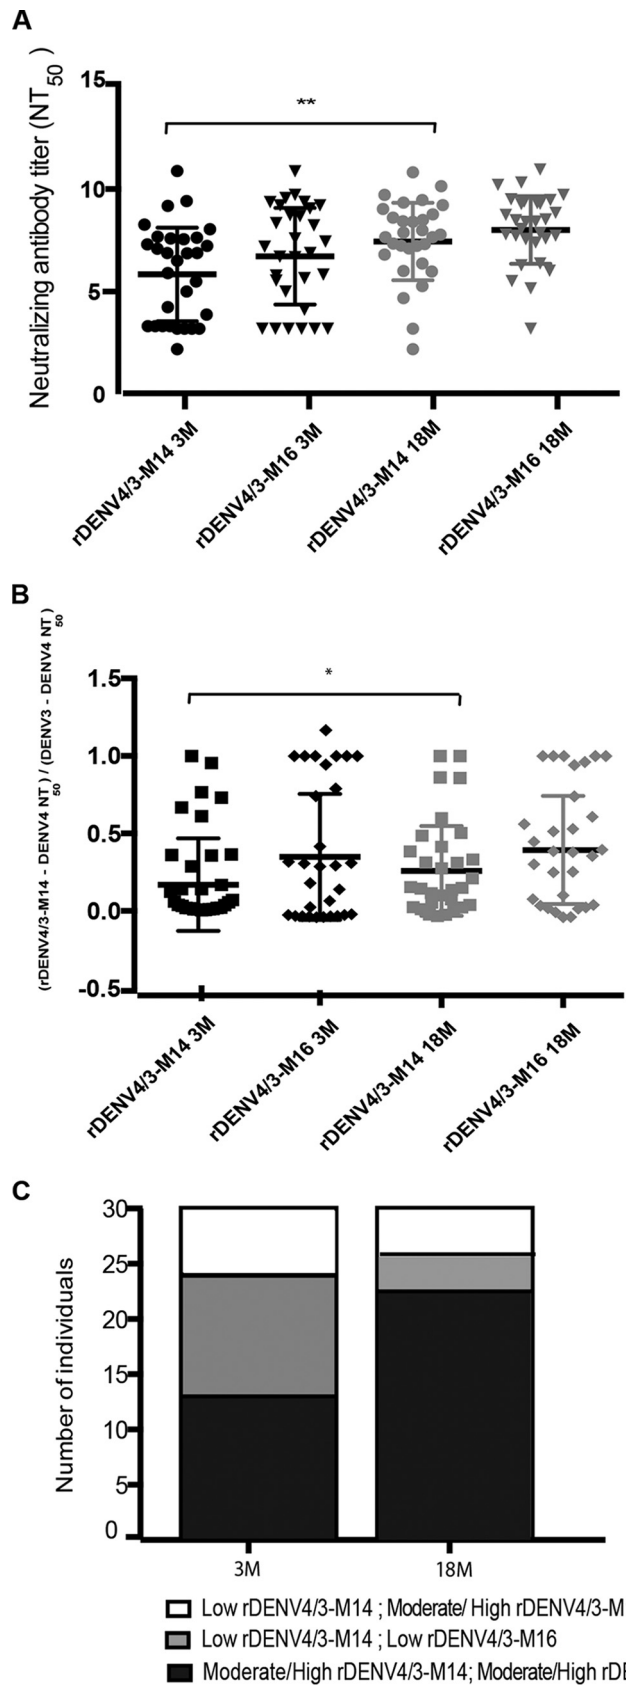 A
Neutralizing antibody titer (NT50)
15
10
5
0
**
rDENV4/3-M14 3M
rDENV4/3-M16 3M
rDENV4/3-M14 18M
rDENV4/3-M16 18M
B
(rDENV4/3-M14 - DENV4 NT50) / (DENV3 - DENV4 NT50)
1.5
1.0
0.5
0.0
-0.5
*
rDENV4/3-M14 3M
rDENV4/3-M16 3M
rDENV4/3-M14 18M
rDENV4/3-M16 18M
C
Number of individuals
30
25
20
15
10
5
0
3M
18M
Low rDENV4/3-M14 ; Moderate/ High rDENV4/3-M
Low rDENV4/3-M14 ; Low rDENV4/3-M16
Moderate/High rDENV4/3-M14; Moderate/High rDE